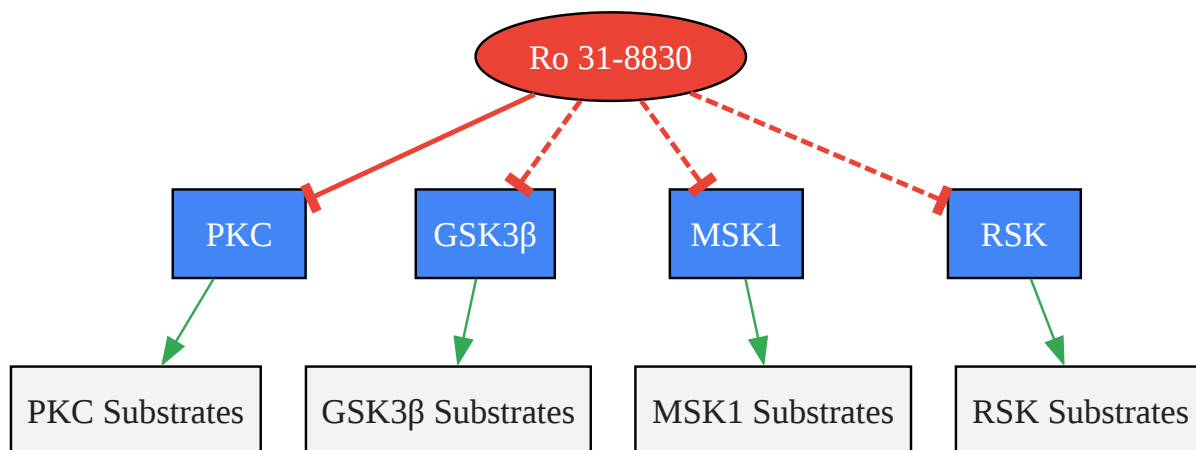 Ro 31-8830
PKC
GSK3β
MSK1
RSK
PKC Substrates
GSK3β Substrates
MSK1 Substrates
RSK Substrates